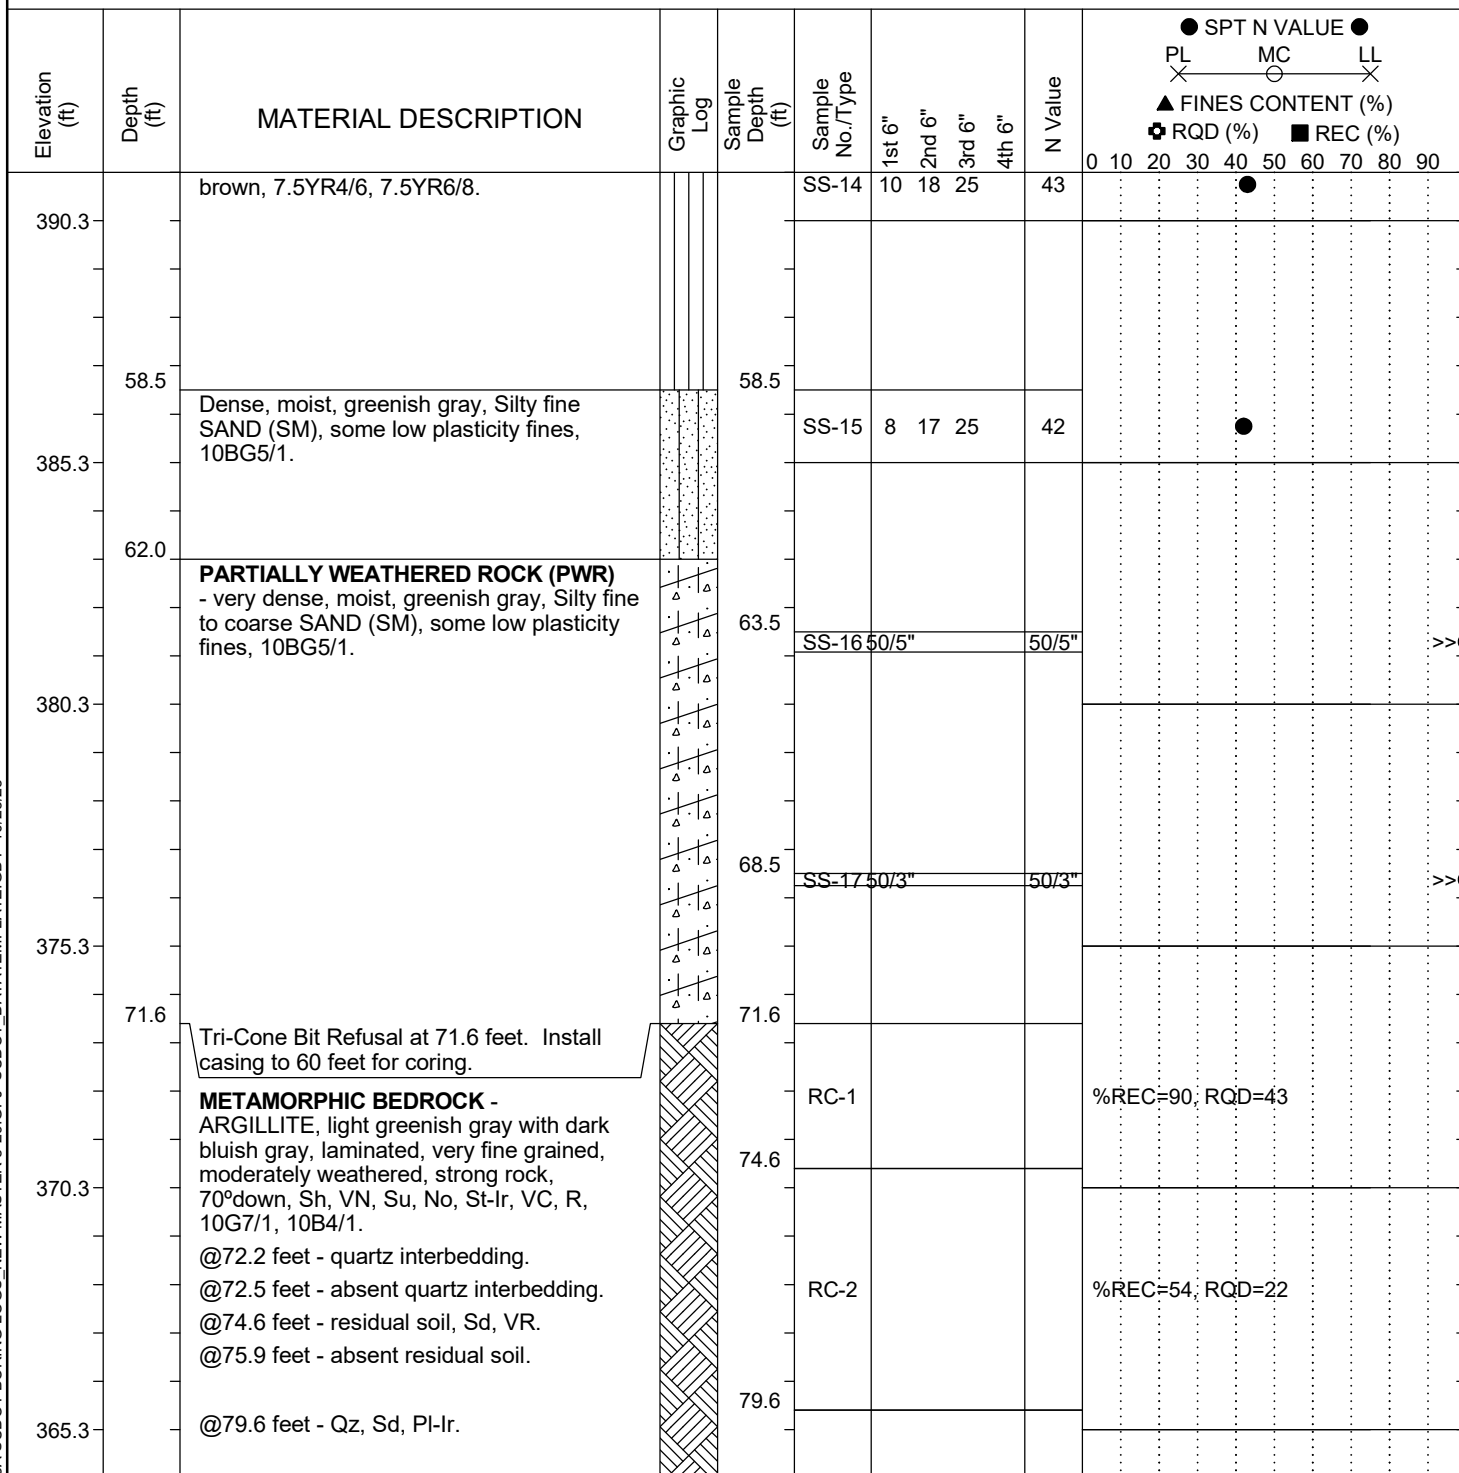 Elevation (ft)
Depth (ft)
MATERIAL DESCRIPTION
Graphic Log
Sample Depth (ft)
Sample No./Type
1st 6"
2nd 6"
3rd 6"
4th 6"
N Value
● SPT N VALUE ●
PL MC LL
▲ FINES CONTENT (%)
RQD (%) ■ REC (%)
0 10 20 30 40 50 60 70 80 90
brown, 7.5YR4/6, 7.5YR6/8.
SS-14 10 18 25 43
390.3
58.5 58.5
Dense, moist, greenish gray, Silty fine
SAND (SM), some low plasticity fines,
10BG5/1.
SS-15 8 17 25 42
385.3
62.0
PARTIALLY WEATHERED ROCK (PWR)
- very dense, moist, greenish gray, Silty fine
to coarse SAND (SM), some low plasticity
fines, 10BG5/1.
63.5
SS-16 50/5" 50/5" >>
380.3
68.5
SS-17 50/3" 50/3" >>
375.3
71.6 71.6
Tri-Cone Bit Refusal at 71.6 feet. Install
casing to 60 feet for coring.
METAMORPHIC BEDROCK -
ARGILLITE, light greenish gray with dark
bluish gray, laminated, very fine grained,
moderately weathered, strong rock,
70ºdown, Sh, VN, Su, No, St-Ir, VC, R,
10G7/1, 10B4/1.
RC-1 %REC=90, RQD=43
74.6
370.3
@72.2 feet - quartz interbedding.
@72.5 feet - absent quartz interbedding.
RC-2 %REC=54, RQD=22
@74.6 feet - residual soil, Sd, VR.
@75.9 feet - absent residual soil.
79.6
@79.6 feet - Qz, Sd, Pl-Ir.
365.3